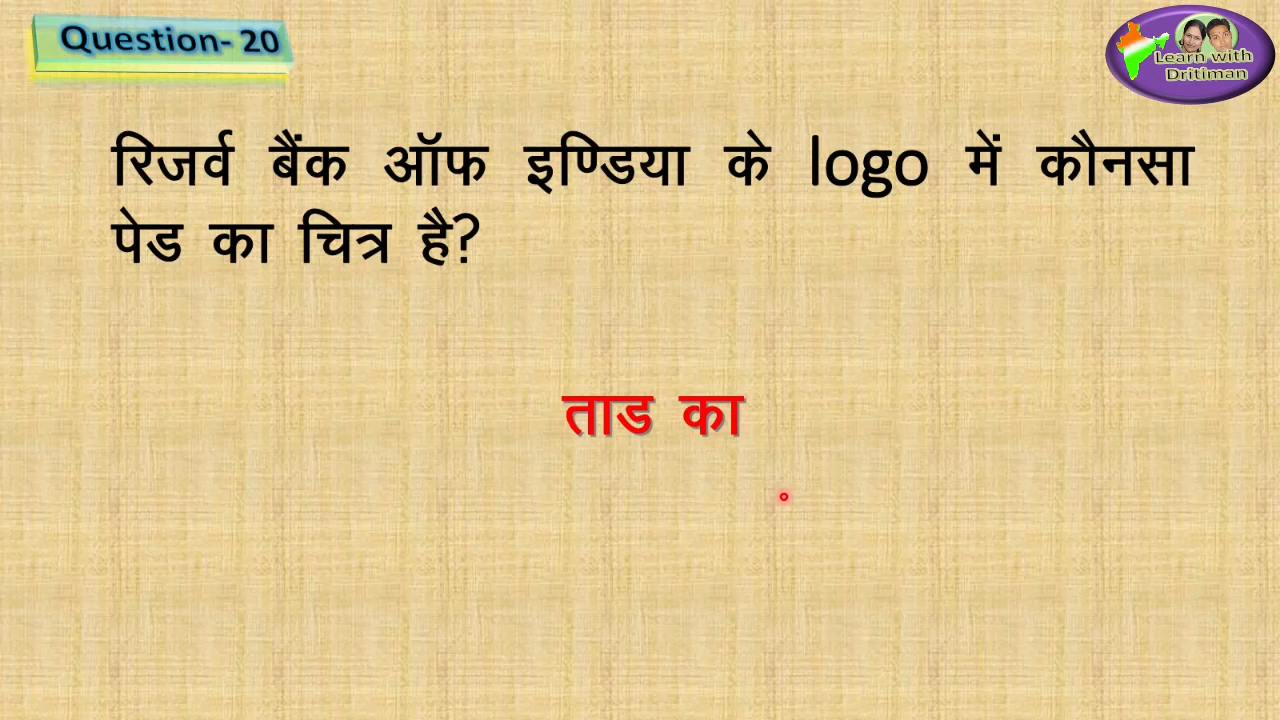 Question- 20
Learn with
Dritiman
रिजर्व बैंक ऑफ इण्डिया के logo में कौनसा
पेड का चित्र है?
ताड का